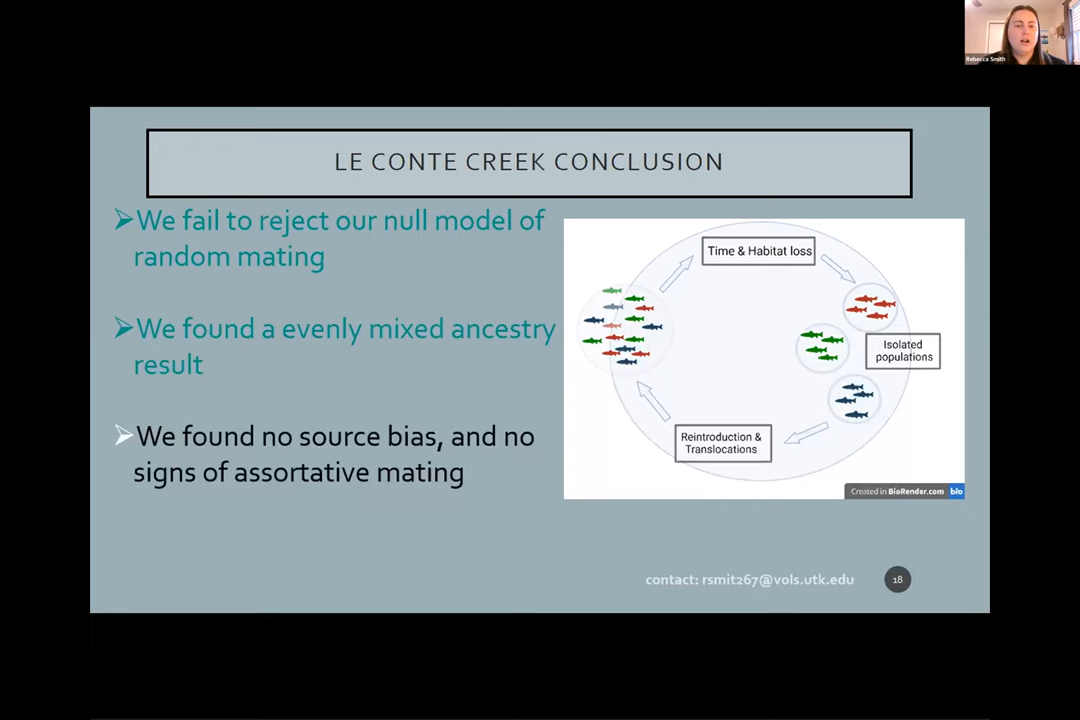 Rebecca Smith
LE CONTE CREEK CONCLUSION
➢We fail to reject our null model of
random mating
➢We found a evenly mixed ancestry
result
➢We found no source bias, and no
signs of assortative mating
Time & Habitat loss
Isolated
populations
Reintroduction &
Translocations
Created in BioRender.com bio
contact: rsmit267@vols.utk.edu
18